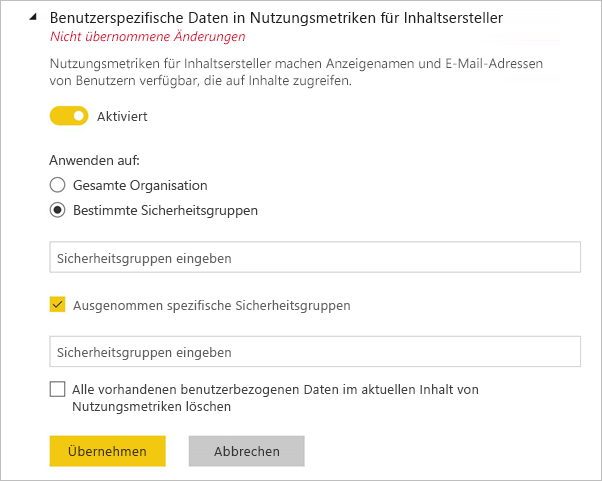 Benutzerspezifische Daten in Nutzungsmetriken für Inhaltsersteller
Nicht übernommene Änderungen
Nutzungsmetriken für Inhaltsersteller machen Anzeigenamen und E-Mail-Adressen
von Benutzern verfügbar, die auf Inhalte zugreifen.
Aktiviert
Anwenden auf:
Gesamte Organisation
Bestimmte Sicherheitsgruppen
Sicherheitsgruppen eingeben
Ausgenommen spezifische Sicherheitsgruppen
Sicherheitsgruppen eingeben
Alle vorhandenen benutzerbezogenen Daten im aktuellen Inhalt von
Nutzungsmetriken löschen
Übernehmen
Abbrechen